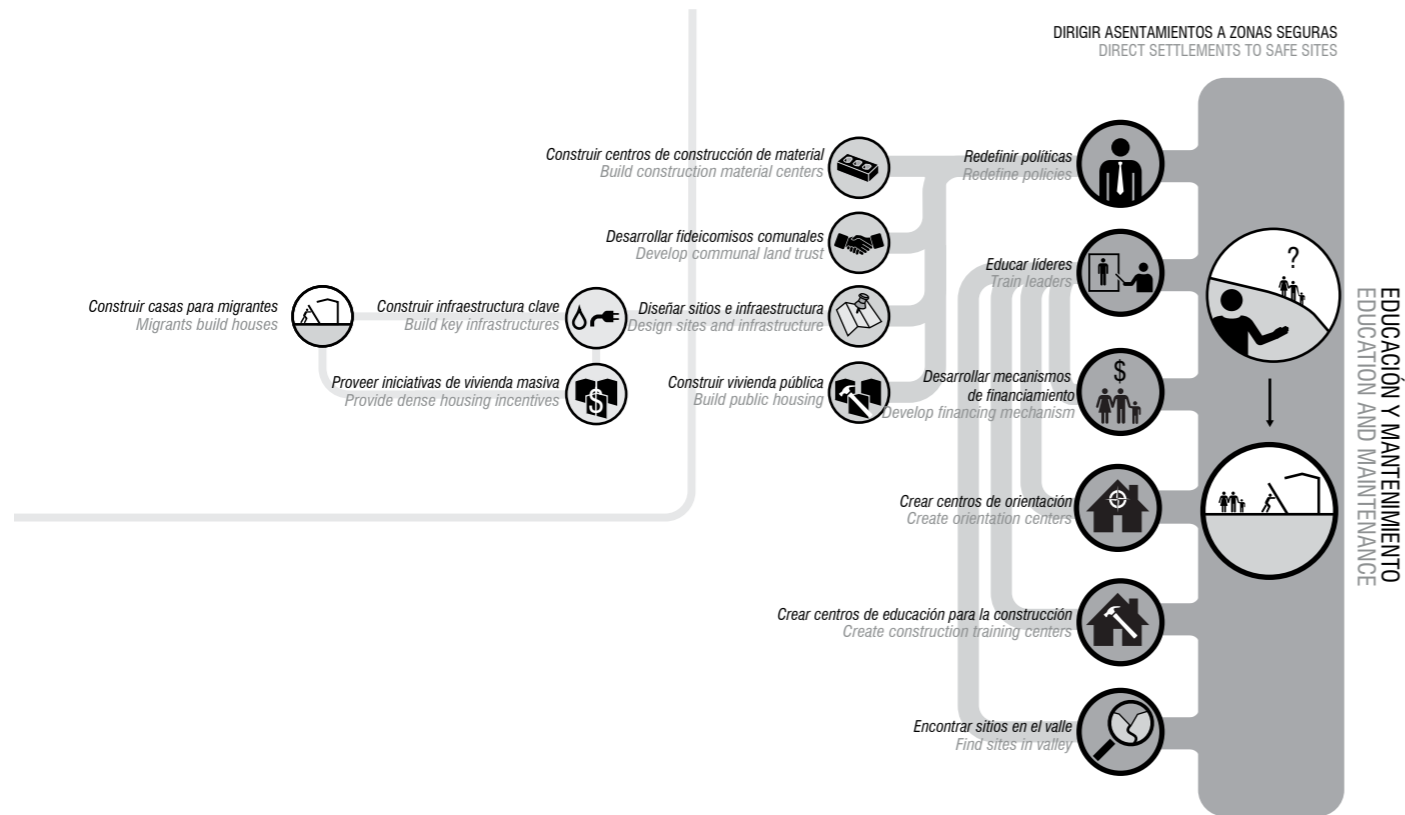 DIRIGIR ASENTAMIENTOS A ZONAS SEGURAS
DIRECT SETTLEMENTS TO SAFE SITES
Construir centros de construcción de material
Build construction material centers
Redefinir políticas
Redefine policies
Desarrollar fideicomisos comunales
Develop communal land trust
Educar líderes
Train leaders
?
Construir casas para migrantes
Migrants build houses
Construir infraestructura clave
Build key infrastructures
Diseñar sitios e infraestructura
Design sites and infrastructure
Proveer iniciativas de vivienda masiva
Provide dense housing incentives
$
Construir vivienda pública
Build public housing
Desarrollar mecanismos
de financiamiento
Develop financing mechanism
$
Crear centros de orientación
Create orientation centers
Crear centros de educación para la construcción
Create construction training centers
Encontrar sitios en el valle
Find sites in valley
EDUCACIÓN Y MANTENIMIENTO
EDUCATION AND MAINTENANCE